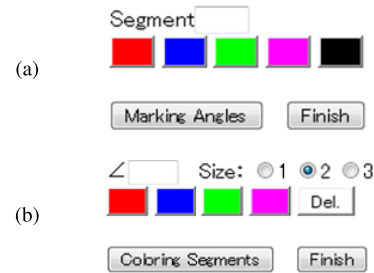 Segment
(a)
Marking Angles Finish
∠ Size: 1 2 3
(b) Del.
Coloring Segments Finish